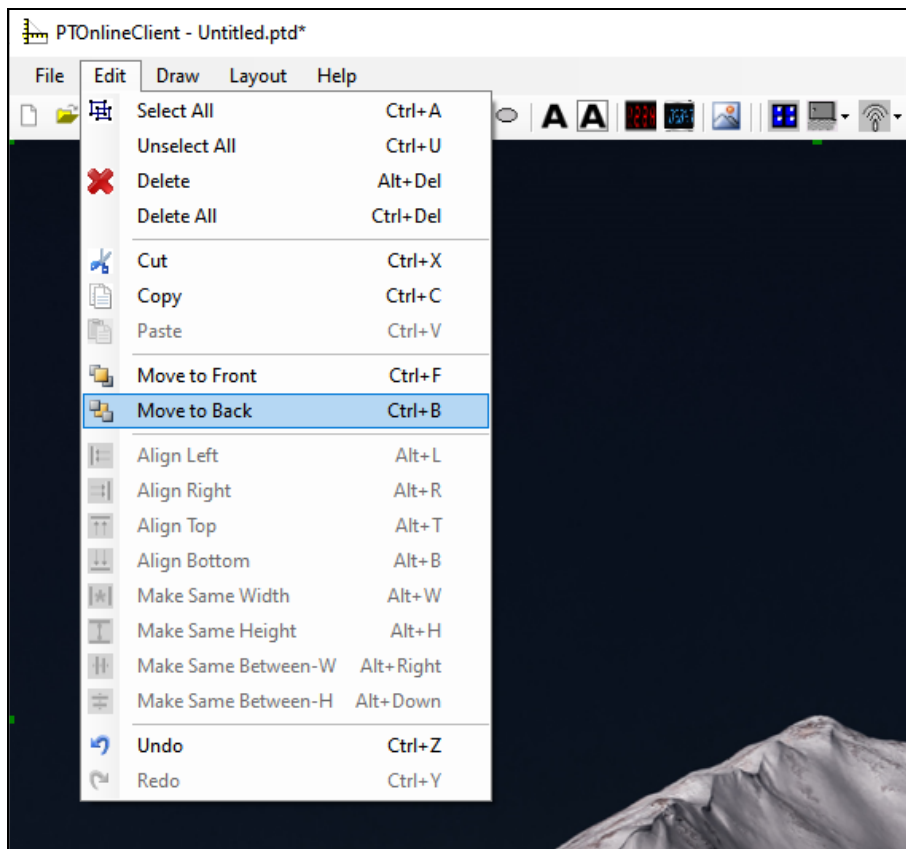 PTOnlineClient - Untitled.ptd*
File Edit Draw Layout Help
A A
Select All Ctrl+A
Unselect All Ctrl+U
Delete Alt+Del
Delete All Ctrl+Del
Cut Ctrl+X
Copy Ctrl+C
Paste Ctrl+V
Move to Front Ctrl+F
Move to Back Ctrl+B
Align Left Alt+L
Align Right Alt+R
Align Top Alt+T
Align Bottom Alt+B
Make Same Width Alt+W
Make Same Height Alt+H
Make Same Between-W Alt+Right
Make Same Between-H Alt+Down
Undo Ctrl+Z
Redo Ctrl+Y